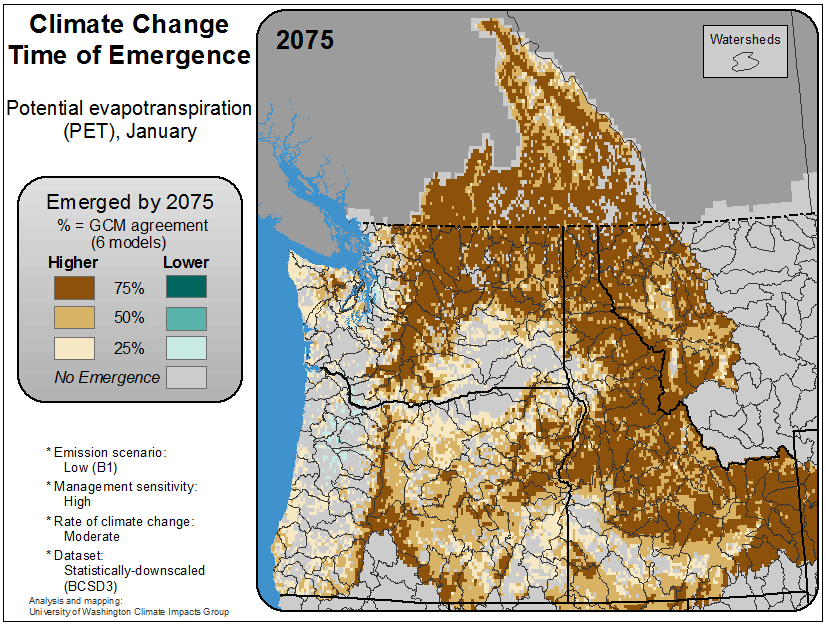 Climate Change
Time of Emergence
Potential evapotranspiration
(PET), January
Emerged by 2075
% = GCM agreement
(6 models)
Higher Lower
75%
50%
25%
No Emergence
* Emission scenario:
Low (B1)
* Management sensitivity:
High
* Rate of climate change:
Moderate
* Dataset:
Statistically-downscaled
(BCSD3)
Analysis and mapping:
University of Washington Climate Impacts Group
2075
Watersheds